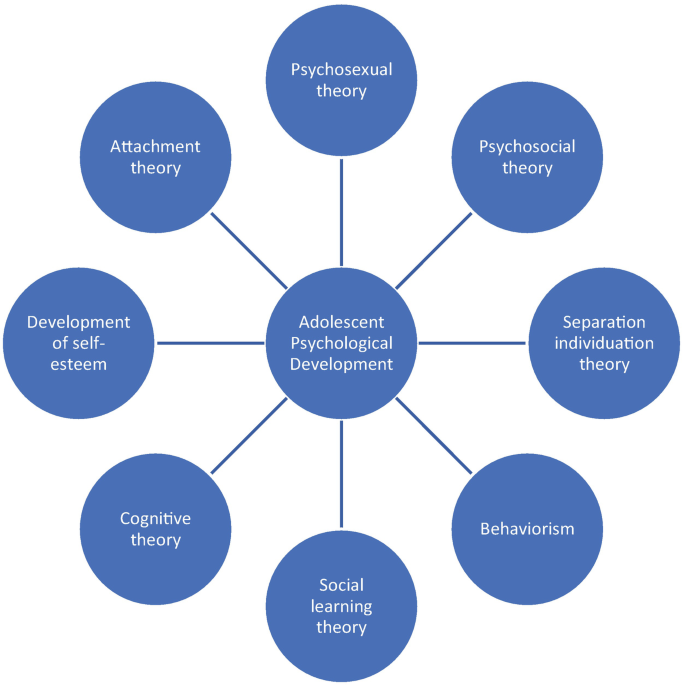 Psychosexual
theory
Psychosocial
theory
Separation
individuation
theory
Behaviorism
Social
learning
theory
Cognitive
theory
Development
of self-
esteem
Attachment
theory
Adolescent
Psychological
Development